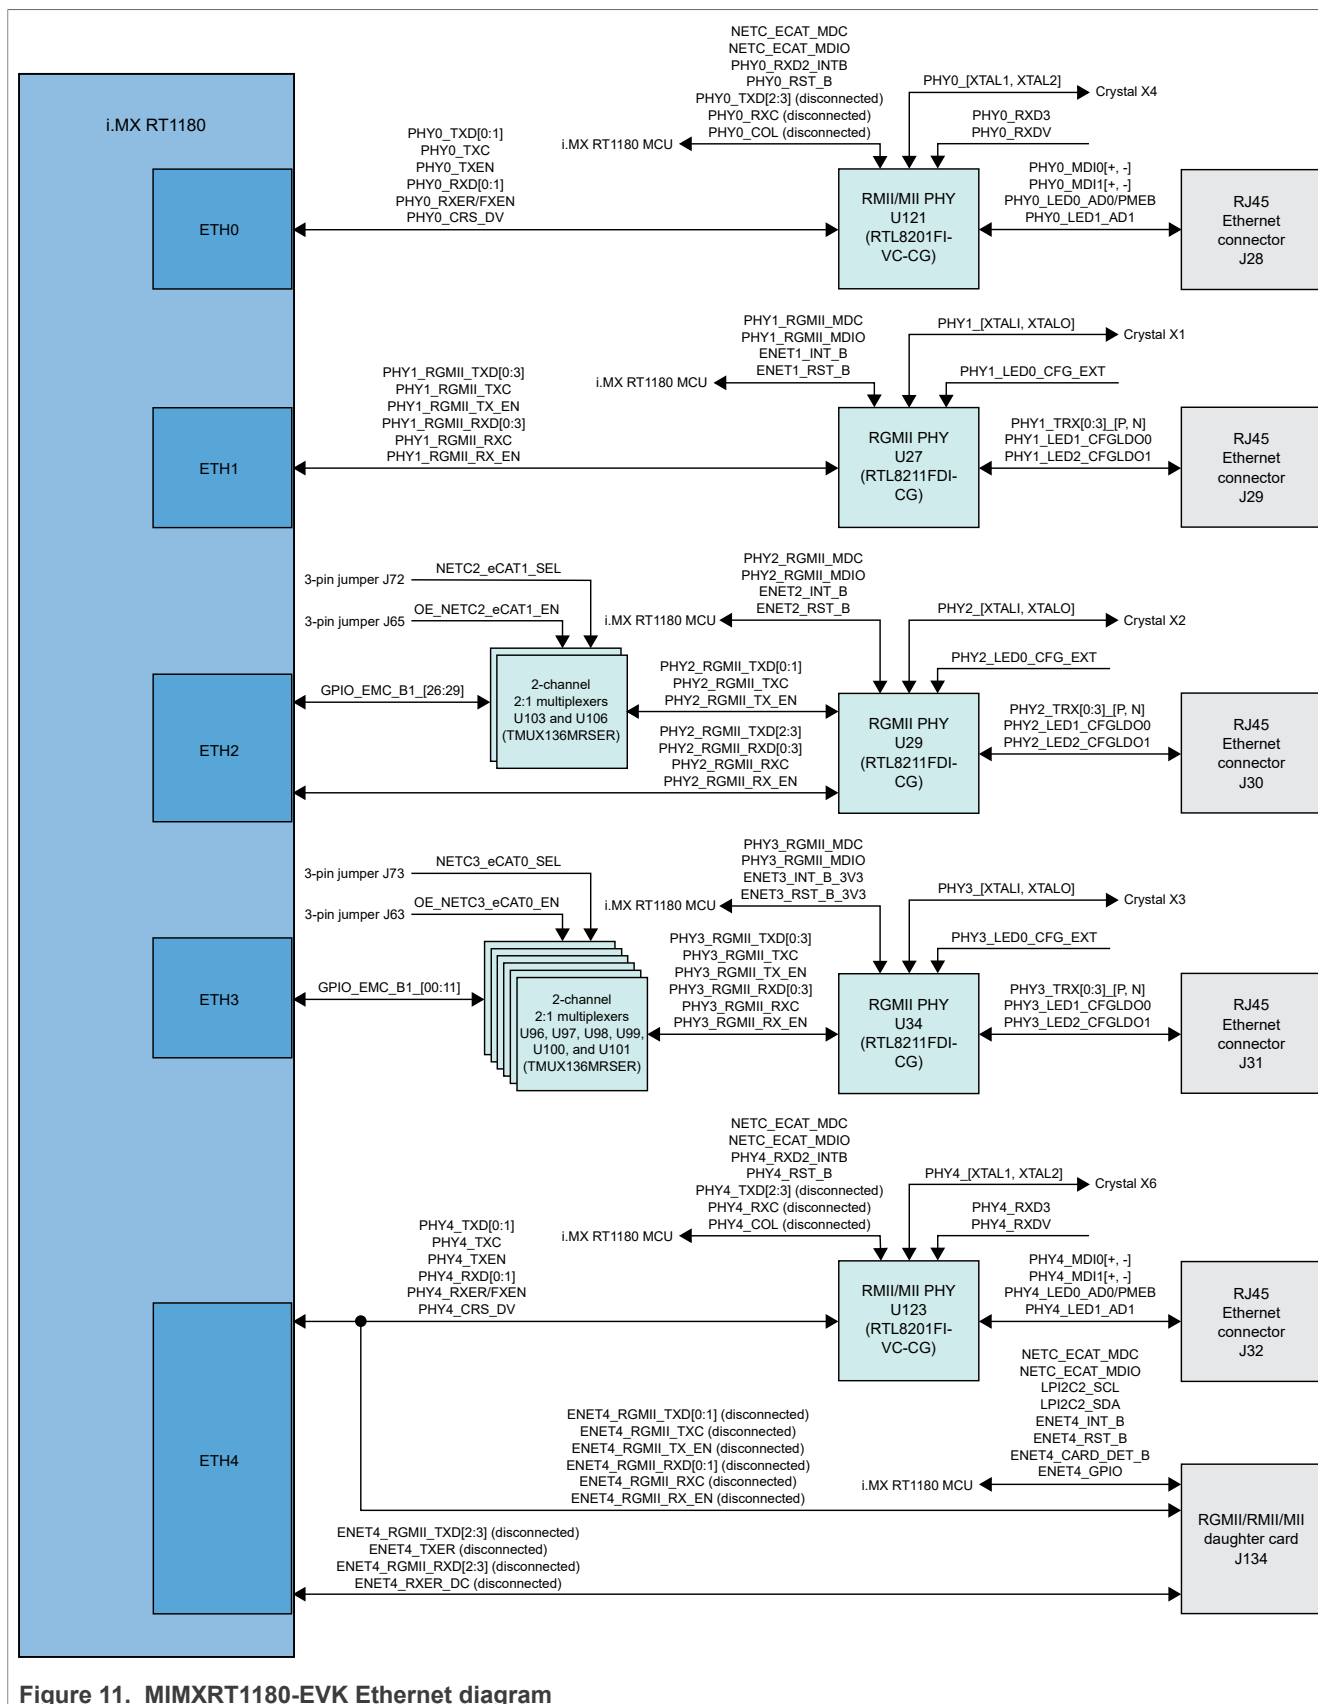 i.MX RT1180
NETC_ECAT_MDC
NETC_ECAT_MDIO
PHY0_RXD2_INTB
PHY0_RST_B
PHY0_TXD[2:3] (disconnected)
PHY0_RXC (disconnected)
PHY0_COL (disconnected)
i.MX RT1180 MCU
PHY0_[XTAL1, XTAL2]
Crystal X4
PHY0_RXD3
PHY0_RXDV
PHY0_TXD[0:1]
PHY0_TXC
PHY0_TXEN
PHY0_RXD[0:1]
PHY0_RXER/FXEN
PHY0_CRS_DV
ETH0
RMII/MII PHY
U121
(RTL8201FI-
VC-CG)
PHY0_MDI0[+, -]
PHY0_MDI1[+, -]
PHY0_LED0_AD0/PMEB
PHY0_LED1_AD1
RJ45
Ethernet
connector
J28
PHY1_RGMII_MDC
PHY1_RGMII_MDIO
ENET1_INT_B
ENET1_RST_B
i.MX RT1180 MCU
PHY1_[XTALI, XTALO]
Crystal X1
PHY1_LED0_CFG_EXT
PHY1_RGMII_TXD[0:3]
PHY1_RGMII_TXC
PHY1_RGMII_TX_EN
PHY1_RGMII_RXD[0:3]
PHY1_RGMII_RXC
PHY1_RGMII_RX_EN
ETH1
RGMII PHY
U27
(RTL8211FDI-
CG)
PHY1_TRX[0:3]_[P, N]
PHY1_LED1_CFGLDO0
PHY1_LED2_CFGLDO1
RJ45
Ethernet
connector
J29
3-pin jumper J72
NETC2_eCAT1_SEL
3-pin jumper J65
OE_NETC2_eCAT1_EN
PHY2_RGMII_MDC
PHY2_RGMII_MDIO
ENET2_INT_B
ENET2_RST_B
i.MX RT1180 MCU
PHY2_[XTALI, XTALO]
Crystal X2
PHY2_LED0_CFG_EXT
ETH2
GPIO_EMC_B1_[26:29]
2-channel
2:1 multiplexers
U103 and U106
(TMUX136MRSER)
PHY2_RGMII_TXD[0:1]
PHY2_RGMII_TXC
PHY2_RGMII_TX_EN
PHY2_RGMII_TXD[2:3]
PHY2_RGMII_RXD[0:3]
PHY2_RGMII_RXC
PHY2_RGMII_RX_EN
RGMII PHY
U29
(RTL8211FDI-
CG)
PHY2_TRX[0:3]_[P, N]
PHY2_LED1_CFGLDO0
PHY2_LED2_CFGLDO1
RJ45
Ethernet
connector
J30
3-pin jumper J73
NETC3_eCAT0_SEL
3-pin jumper J63
OE_NETC3_eCAT0_EN
PHY3_RGMII_MDC
PHY3_RGMII_MDIO
ENET3_INT_B_3V3
ENET3_RST_B_3V3
i.MX RT1180 MCU
PHY3_[XTALI, XTALO]
Crystal X3
PHY3_LED0_CFG_EXT
ETH3
GPIO_EMC_B1_[00:11]
2-channel
2:1 multiplexers
U96, U97, U98, U99,
U100, and U101
(TMUX136MRSER)
PHY3_RGMII_TXD[0:3]
PHY3_RGMII_TXC
PHY3_RGMII_TX_EN
PHY3_RGMII_RXD[0:3]
PHY3_RGMII_RXC
PHY3_RGMII_RX_EN
RGMII PHY
U34
(RTL8211FDI-
CG)
PHY3_TRX[0:3]_[P, N]
PHY3_LED1_CFGLDO0
PHY3_LED2_CFGLDO1
RJ45
Ethernet
connector
J31
NETC_ECAT_MDC
NETC_ECAT_MDIO
PHY4_RXD2_INTB
PHY4_RST_B
PHY4_TXD[2:3] (disconnected)
PHY4_RXC (disconnected)
PHY4_COL (disconnected)
i.MX RT1180 MCU
PHY4_[XTAL1, XTAL2]
Crystal X6
PHY4_RXD3
PHY4_RXDV
PHY4_TXD[0:1]
PHY4_TXC
PHY4_TXEN
PHY4_RXD[0:1]
PHY4_RXER/FXEN
PHY4_CRS_DV
RMII/MII PHY
U123
(RTL8201FI-
VC-CG)
PHY4_MDI0[+, -]
PHY4_MDI1[+, -]
PHY4_LED0_AD0/PMEB
PHY4_LED1_AD1
RJ45
Ethernet
connector
J32
ETH4
ENET4_RGMII_TXD[0:1] (disconnected)
ENET4_RGMII_TXC (disconnected)
ENET4_RGMII_TX_EN (disconnected)
ENET4_RGMII_RXD[0:1] (disconnected)
ENET4_RGMII_RXC (disconnected)
ENET4_RGMII_RX_EN (disconnected)
NETC_ECAT_MDC
NETC_ECAT_MDIO
LPI2C2_SCL
LPI2C2_SDA
ENET4_INT_B
ENET4_RST_B
ENET4_CARD_DET_B
ENET4_GPIO
i.MX RT1180 MCU
ENET4_RGMII_TXD[2:3] (disconnected)
ENET4_TXER (disconnected)
ENET4_RGMII_RXD[2:3] (disconnected)
ENET4_RXER_DC (disconnected)
RGMII/RMII/MII
daughter card
J134
Figure 11. MIMXRT1180-EVK Ethernet diagram